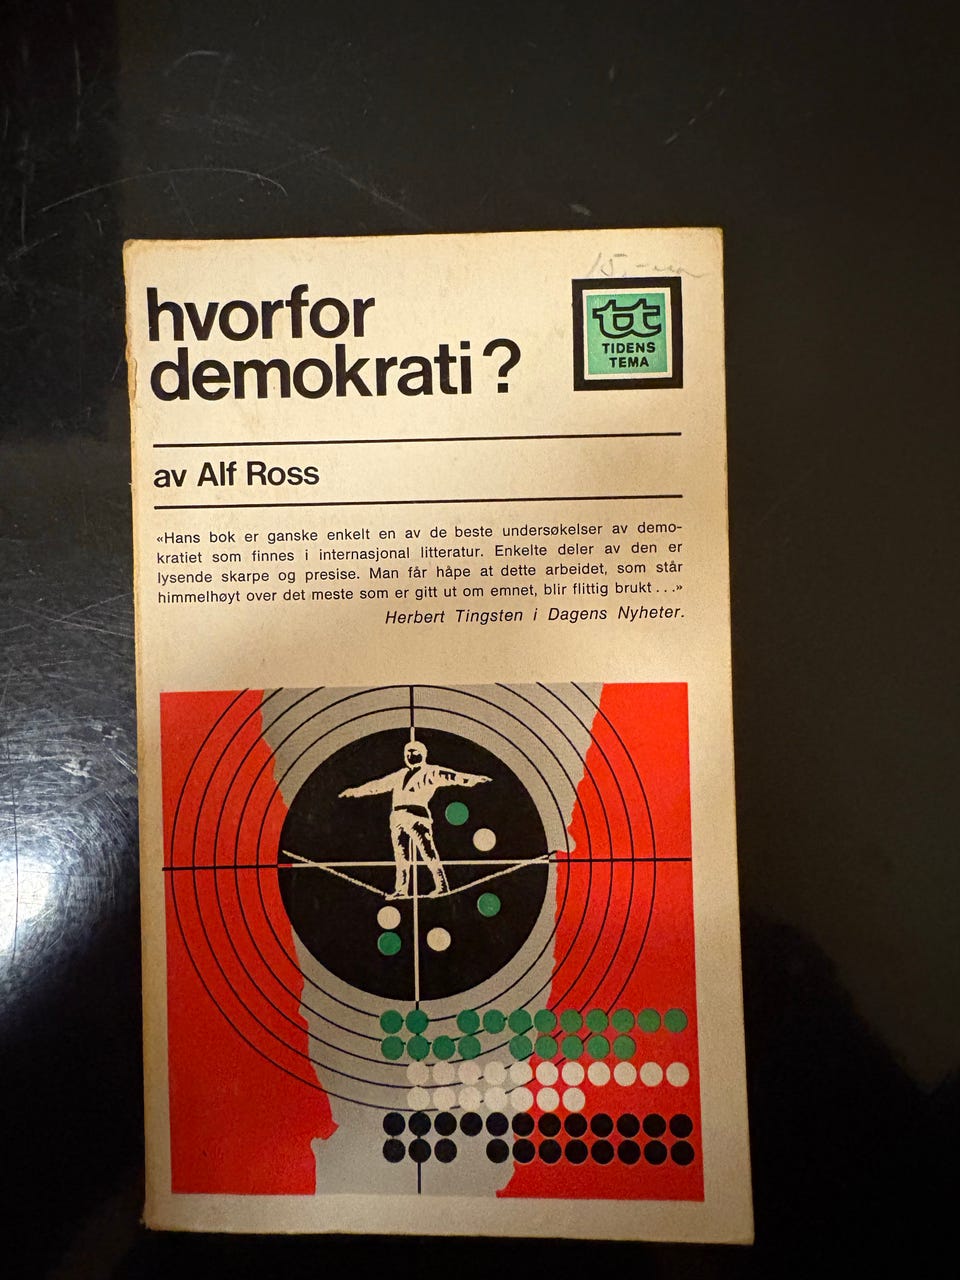 15,-
hvorfor
demokrati?
TIDENS
TEMA
av Alf Ross
«Hans bok er ganske enkelt en av de beste undersøkelser av demo-
kratiet som finnes i internasjonal litteratur. Enkelte deler av den er
lysende skarpe og presise. Man får håpe at dette arbeidet, som står
himmelhøyt over det meste som er gitt ut om emnet, blir flittig brukt ...»
Herbert Tingsten i Dagens Nyheter.